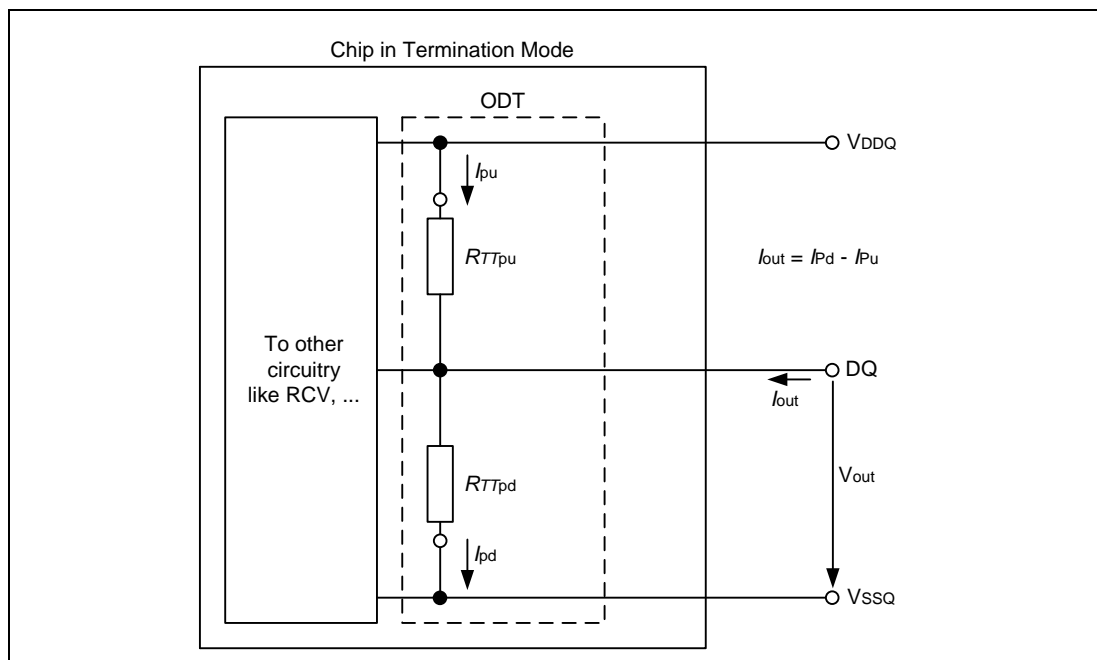 Chip in Termination Mode
ODT
VDDQ
Ipu
RTTpu
Iout = IPd - IPu
To other
circuitry
like RCV, ...
DQ
Iout
RTTpd
Vout
Ipd
VSSQ